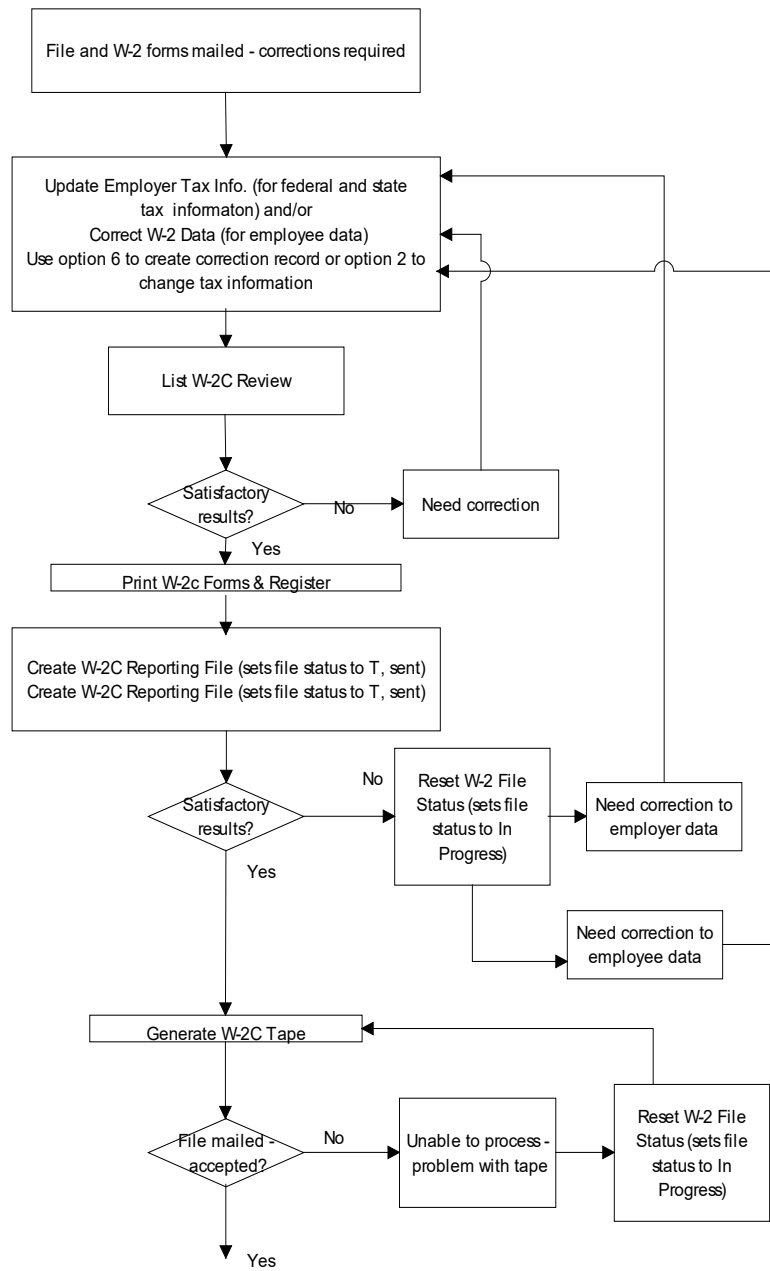 File and W-2 forms mailed - corrections required
Update Employer Tax Info. (for federal and state
tax informaton) and/or
Correct W-2 Data (for employee data)
Use option 6 to create correction record or option 2 to
change tax information
List W-2C Review
Satisfactory
results?
No
Need correction
Yes
Print W-2c Forms & Register
Create W-2C Reporting File (sets file status to T, sent)
Create W-2C Reporting File (sets file status to T, sent)
Satisfactory
results?
No
Reset W-2 File
Status (sets file
status to In
Progress)
Need correction to
employer data
Yes
Need correction to
employee data
Generate W-2C Tape
File mailed -
accepted?
No
Unable to process -
problem with tape
Reset W-2 File
Status (sets file
status to In
Progress)
Yes